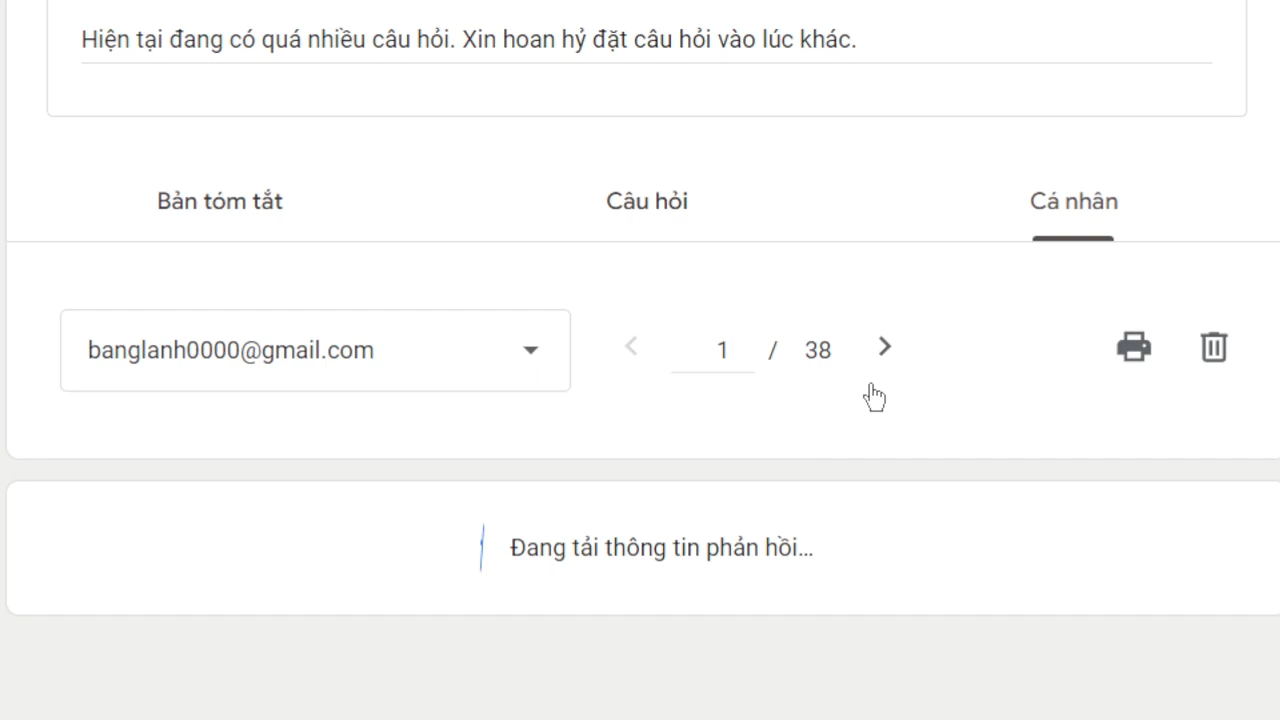 Hiện tại đang có quá nhiều câu hỏi. Xin hoan hỷ đặt câu hỏi vào lúc khác.
Bản tóm tắt Câu hỏi Cá nhân
banglanh0000@gmail.com 1 / 38
Đang tải thông tin phản hồi...